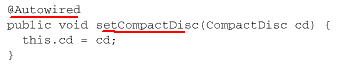 @Autowired
public void setCompactDisc(CompactDisc cd) {
  this.cd = cd;
}